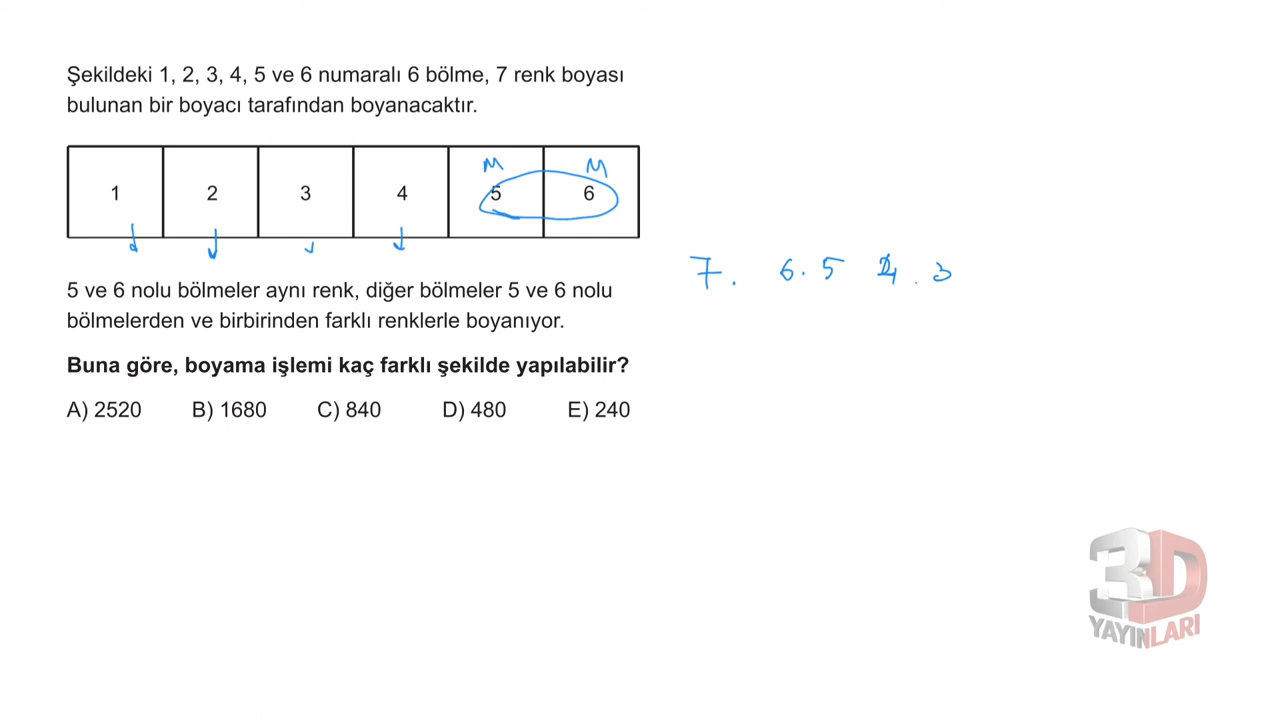 Şekildeki 1, 2, 3, 4, 5 ve 6 numaralı 6 bölme, 7 renk boyası
bulunan bir boyacı tarafından boyanacaktır.
M M
1 2 3 4 5 6
7. 6.5 4.3
5 ve 6 nolu bölmeler aynı renk, diğer bölmeler 5 ve 6 nolu
bölmelerden ve birbirinden farklı renklerle boyanıyor.
Buna göre, boyama işlemi kaç farklı şekilde yapılabilir?
A) 2520 B) 1680 C) 840 D) 480 E) 240
3D
YAYINLARI